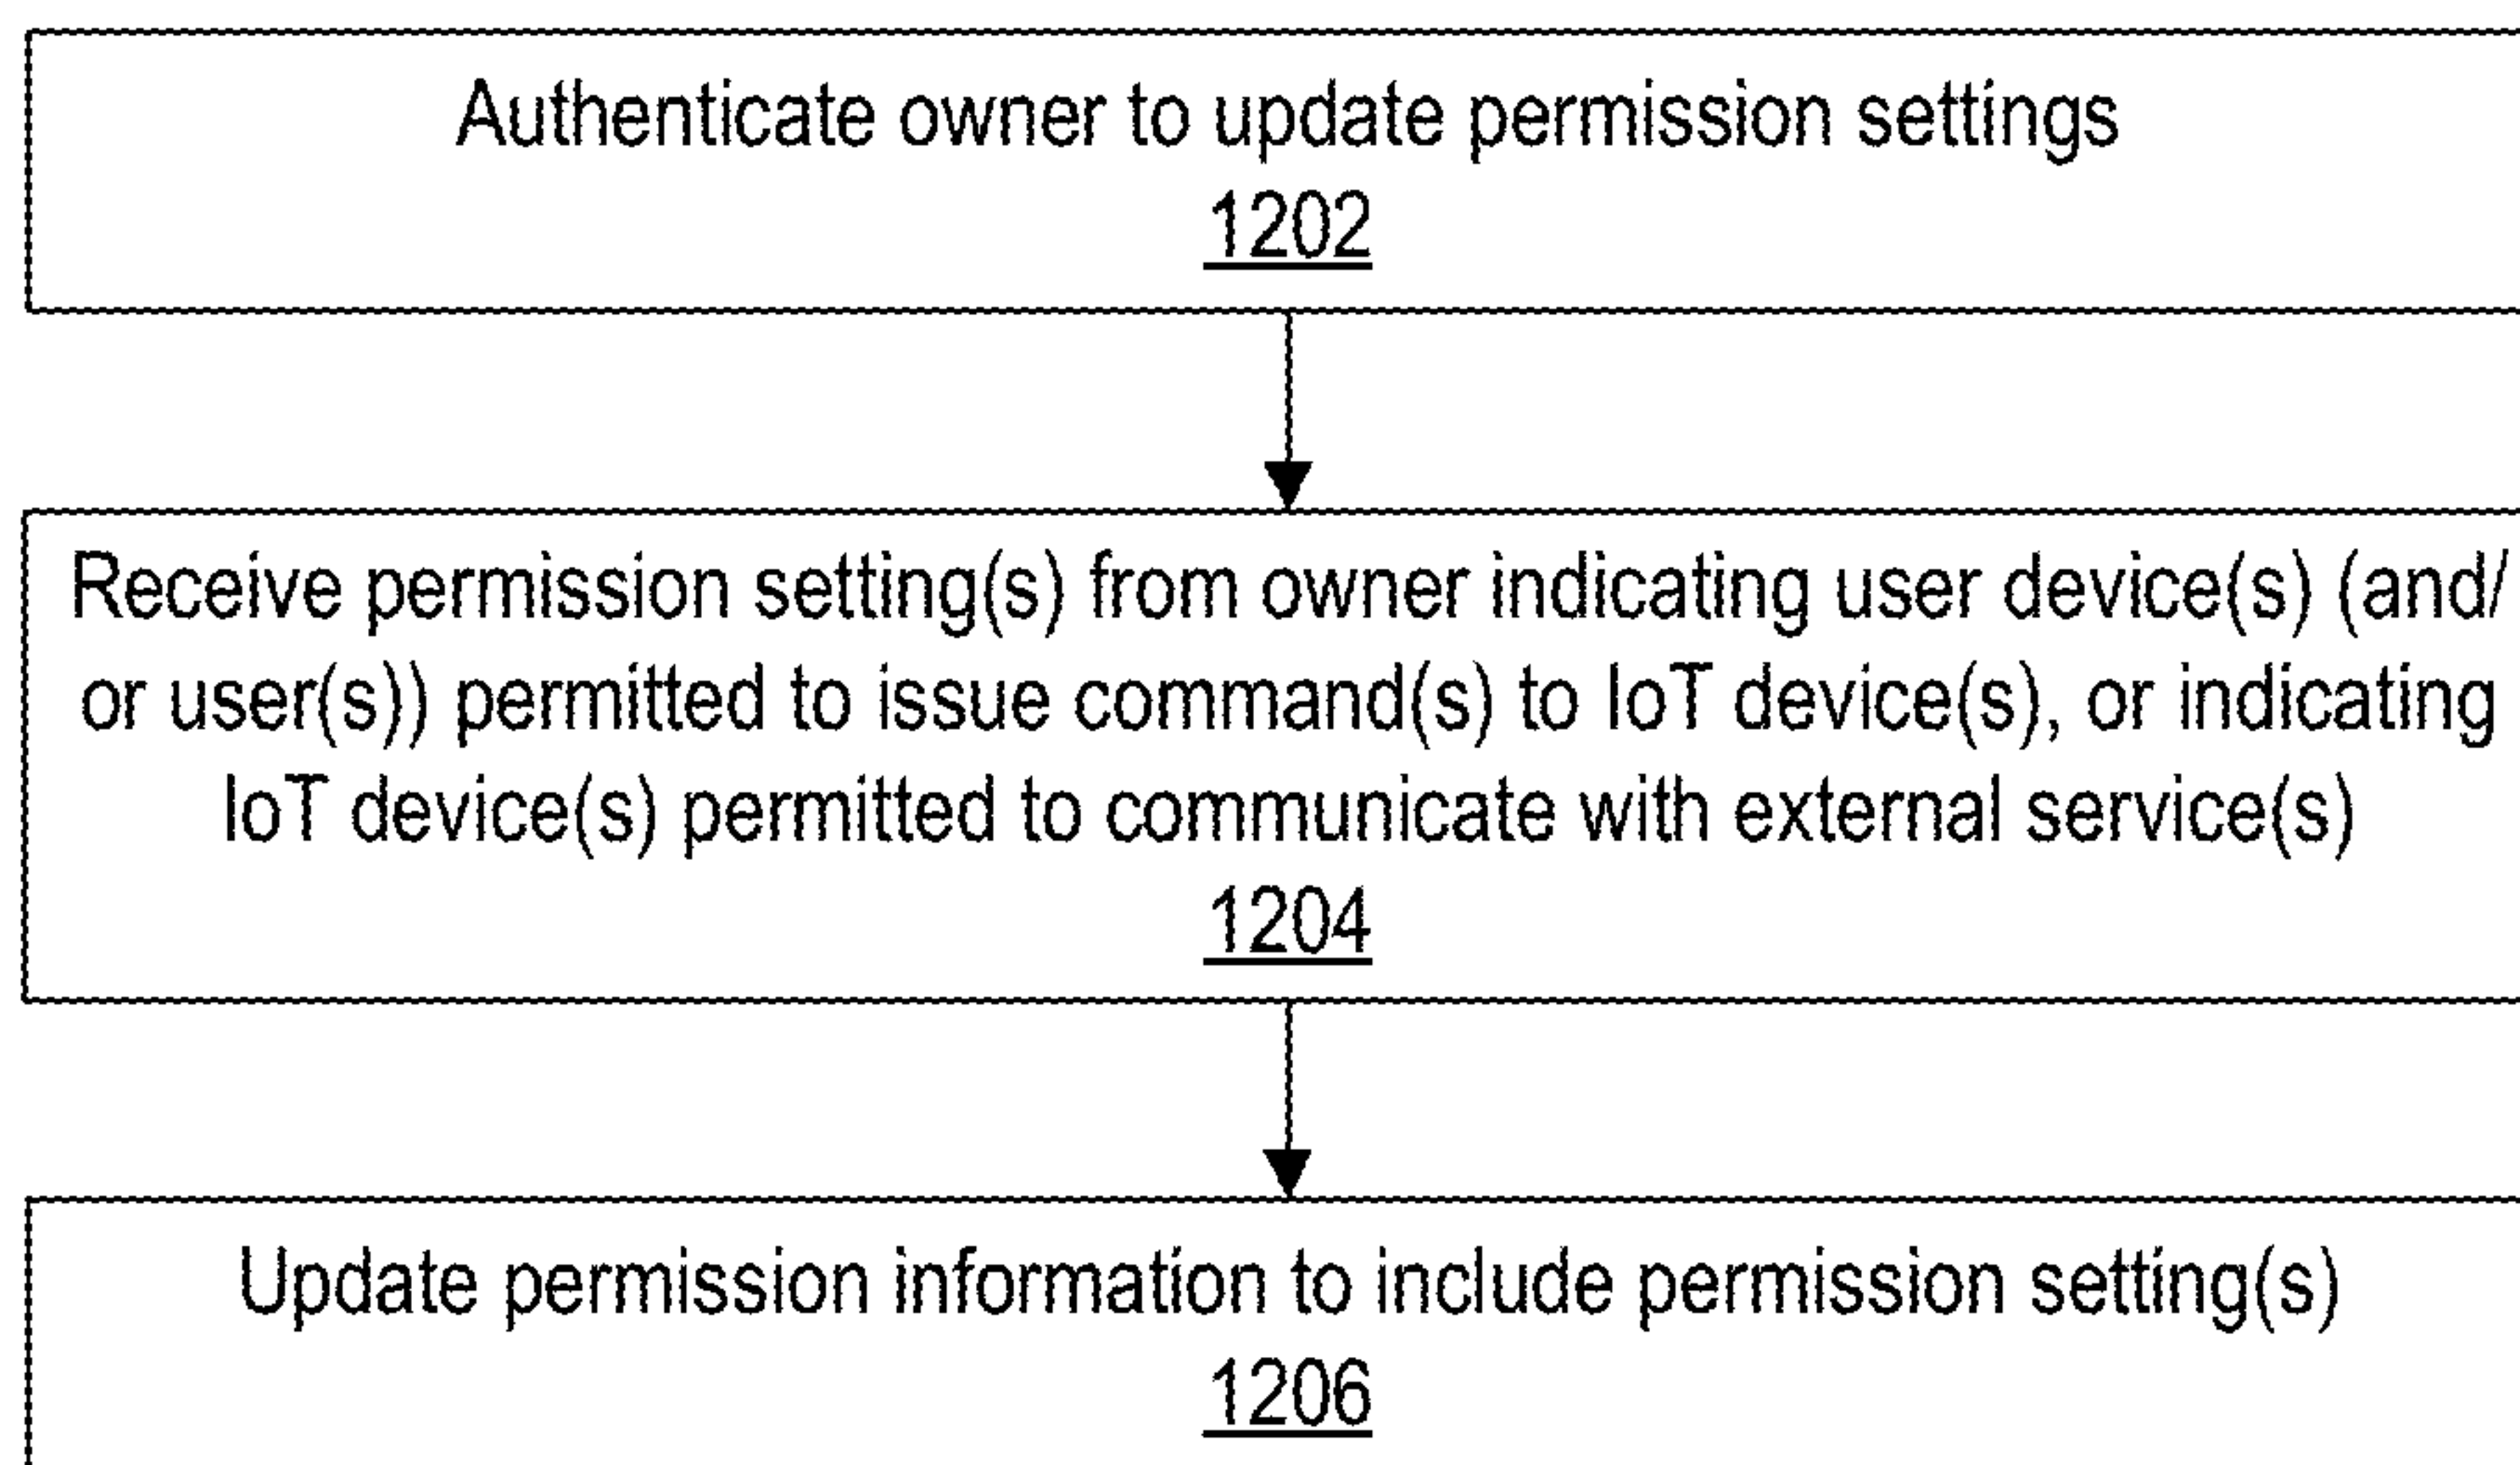 Authenticate owner to update permission settings
1202
Receive permission setting(s) from owner indicating user device(s) (and/
or user(s)) permitted to issue command(s) to IoT device(s), or indicating
IoT device(s) permitted to communicate with external service(s)
1204
Update permission information to include permission setting(s)
1206